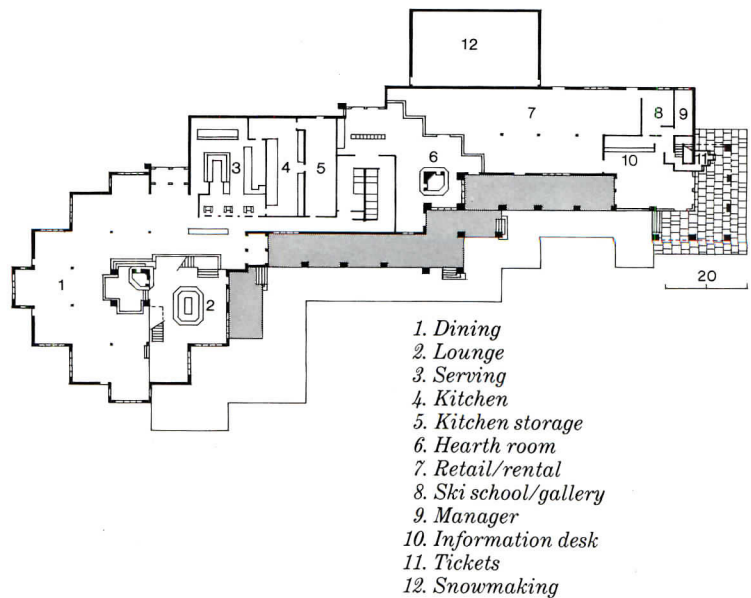 12
7
8
9
3
4
5
6
10
1
2
20
1. Dining
2. Lounge
3. Serving
4. Kitchen
5. Kitchen storage
6. Hearth room
7. Retail/rental
8. Ski school/gallery
9. Manager
10. Information desk
11. Tickets
12. Snowmaking